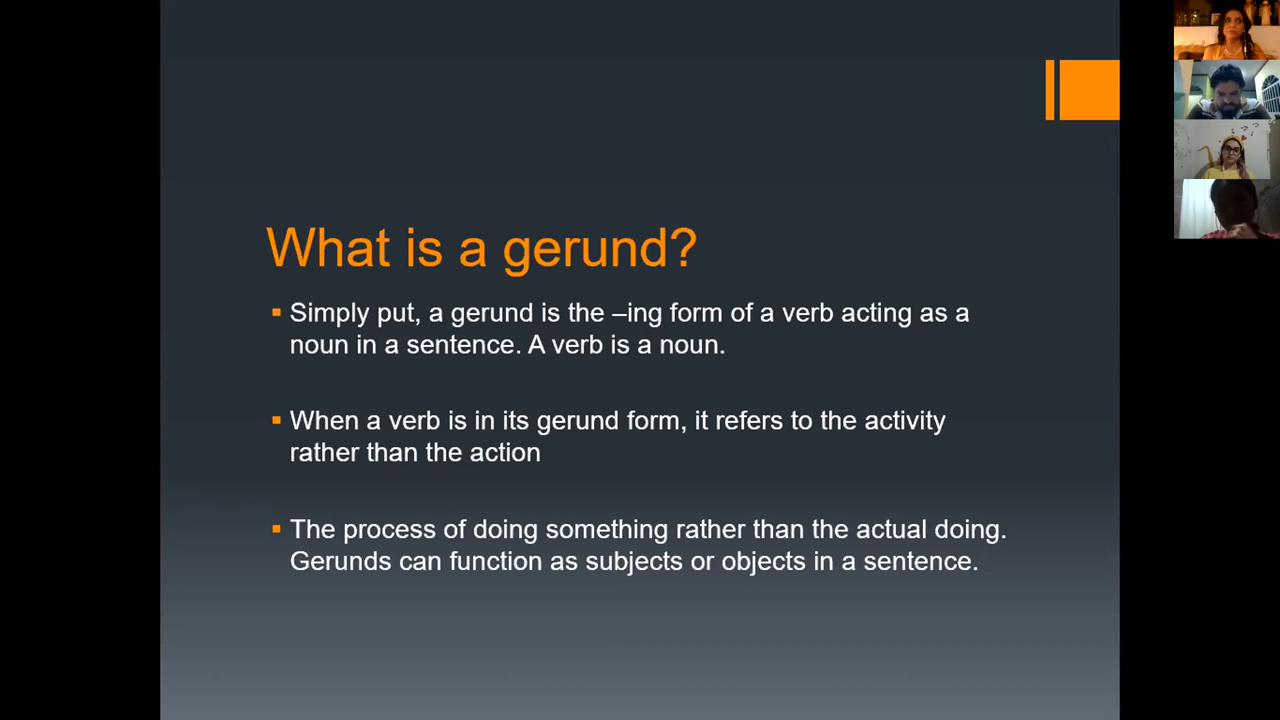 What is a gerund?
Simply put, a gerund is the –ing form of a verb acting as a
noun in a sentence. A verb is a noun.
When a verb is in its gerund form, it refers to the activity
rather than the action
The process of doing something rather than the actual doing.
Gerunds can function as subjects or objects in a sentence.